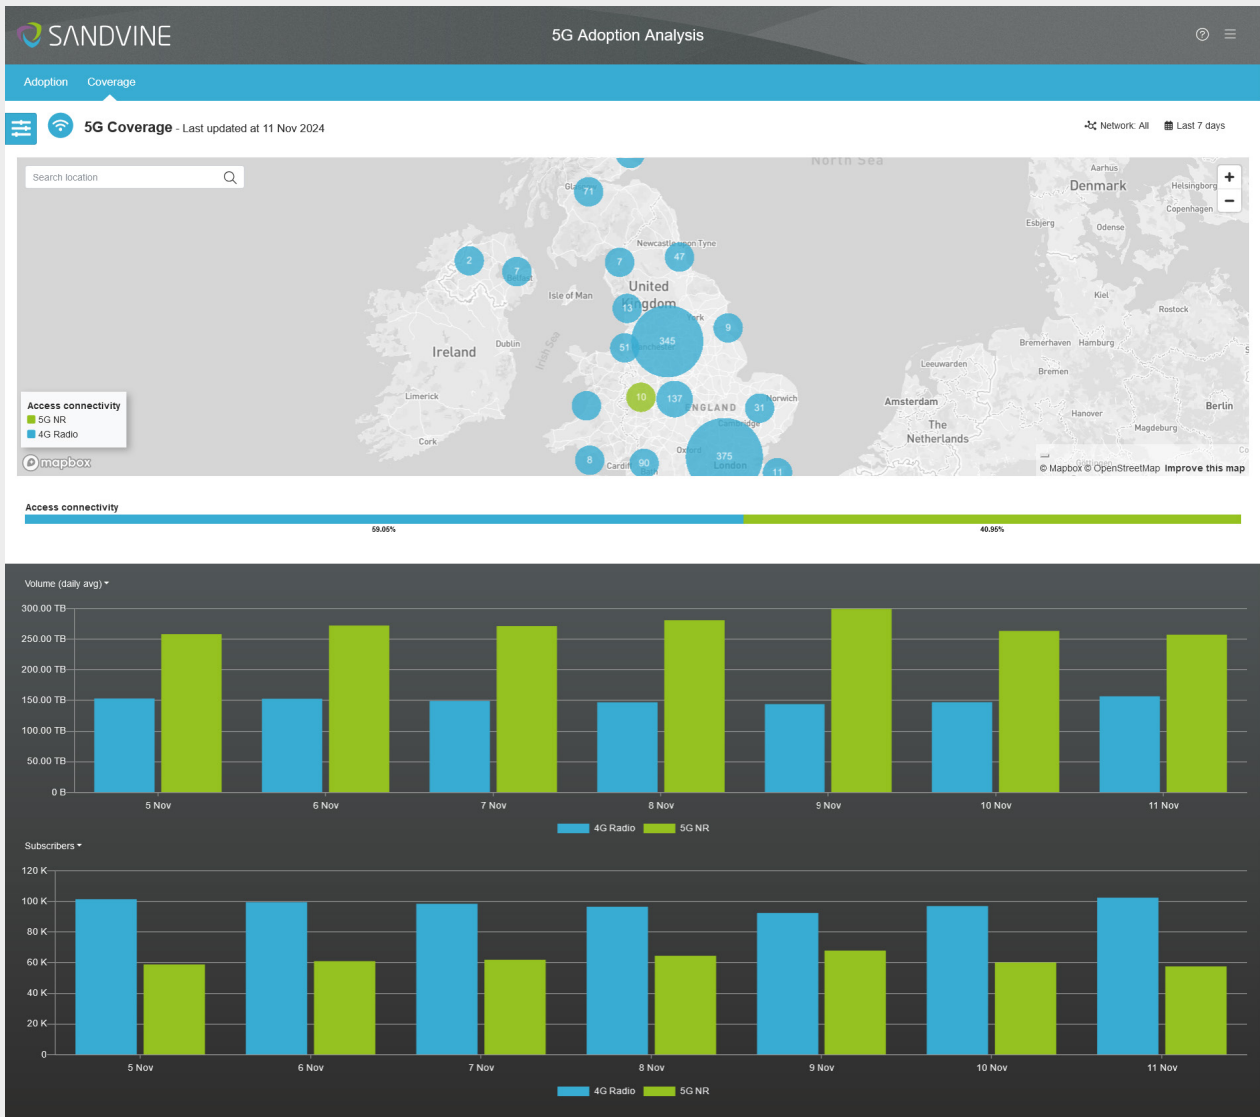 SANDVINE
5G Adoption Analysis
Adoption Coverage
5G Coverage - Last updated at 11 Nov 2024
Network: All Last 7 days
Search location
North Sea
+
−
Aarhus
Denmark
Helsingborg
Copenhagen
Esbjerg
Odense
71
Newcastle upon Tyne
2
7
7
47
Isle of Man
United
Kingdom
Kiel
Rostock
13
York
9
345
51
Dublin
Ireland
Irish Sea
Bremerhaven Hamburg
Leeuwarden
Bremen
Limerick
10
137
ENGLAND
31
Norwich
Cambridge
Amsterdam
The
Netherlands
Hanover
Berlin
Magdeburg
Cork
Access connectivity
5G NR
4G Radio
mapbox
8
Cardiff
90
Bath
375
London
11
Göttingen
© Mapbox © OpenStreetMap Improve this map
Access connectivity
59.05% 40.95%
Volume (daily avg)
300.00 TB
250.00 TB
200.00 TB
150.00 TB
100.00 TB
50.00 TB
0 B
5 Nov 6 Nov 7 Nov 8 Nov 9 Nov 10 Nov 11 Nov
4G Radio 5G NR
Subscribers
120 K
100 K
80 K
60 K
40 K
20 K
0
5 Nov 6 Nov 7 Nov 8 Nov 9 Nov 10 Nov 11 Nov
4G Radio 5G NR